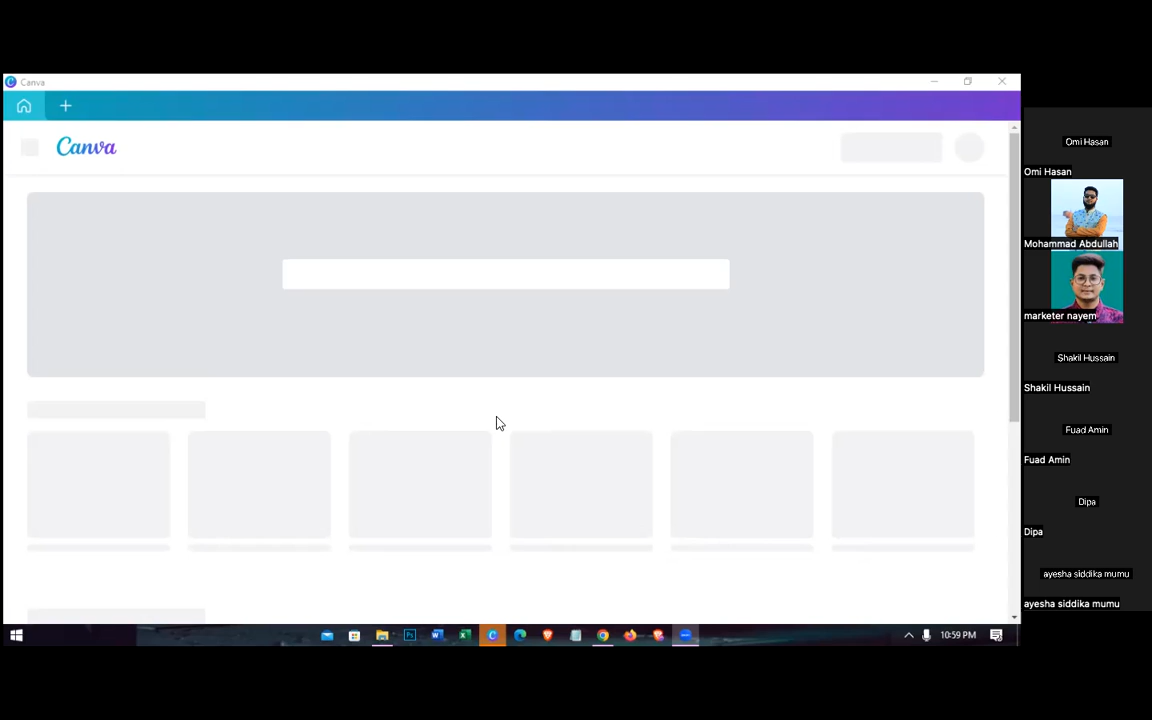 Canva
Canva
Omi Hasan
Omi Hasan
Mohammad Abdullah
marketer nayem
Shakil Hussain
Shakil Hussain
Fuad Amin
Fuad Amin
Dipa
Dipa
ayesha siddika mumu
ayesha siddika mumu
10:59 PM